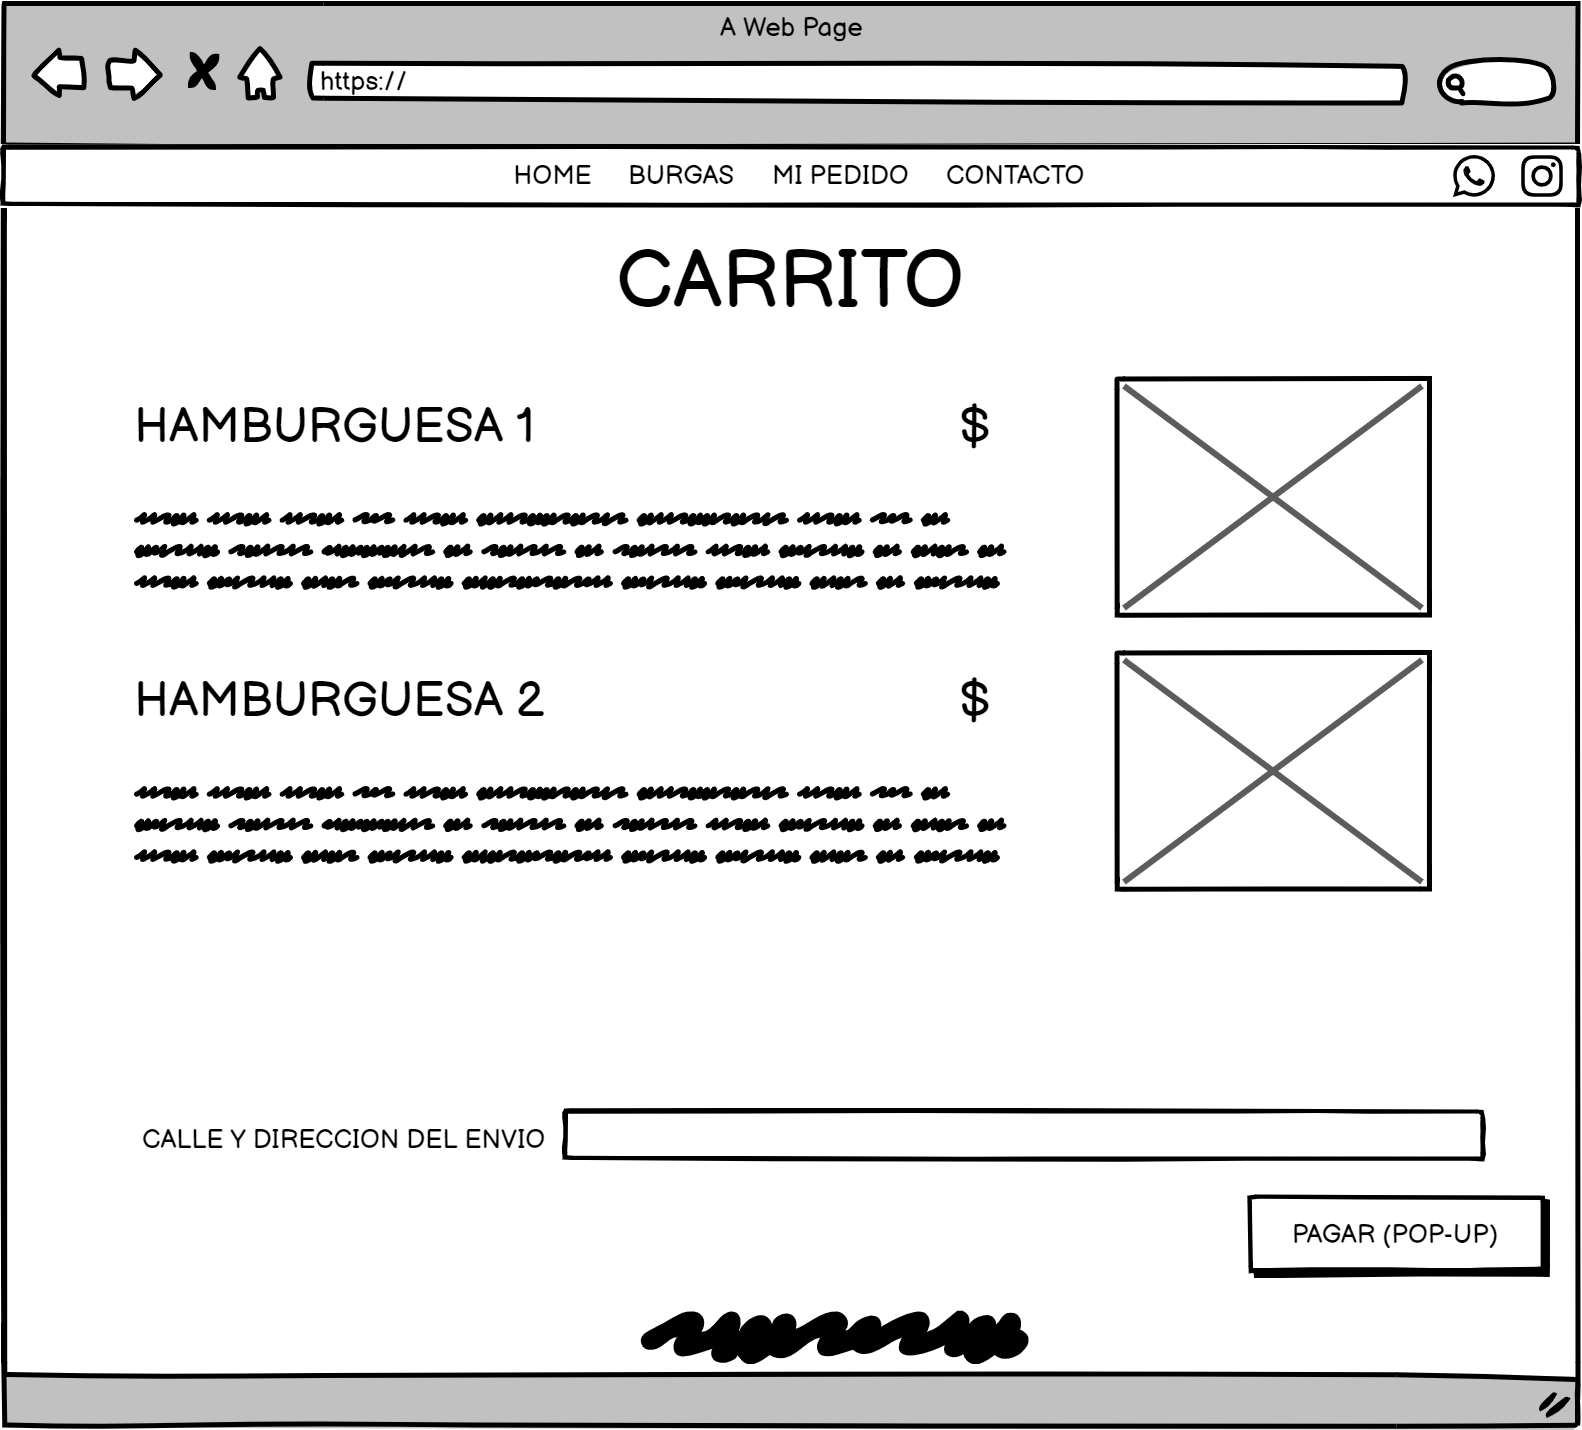 A Web Page
https://
HOME BURGAS MI PEDIDO CONTACTO
CARRITO
HAMBURGUESA 1 $
HAMBURGUESA 2 $
CALLE Y DIRECCION DEL ENVIO
PAGAR (POP-UP)